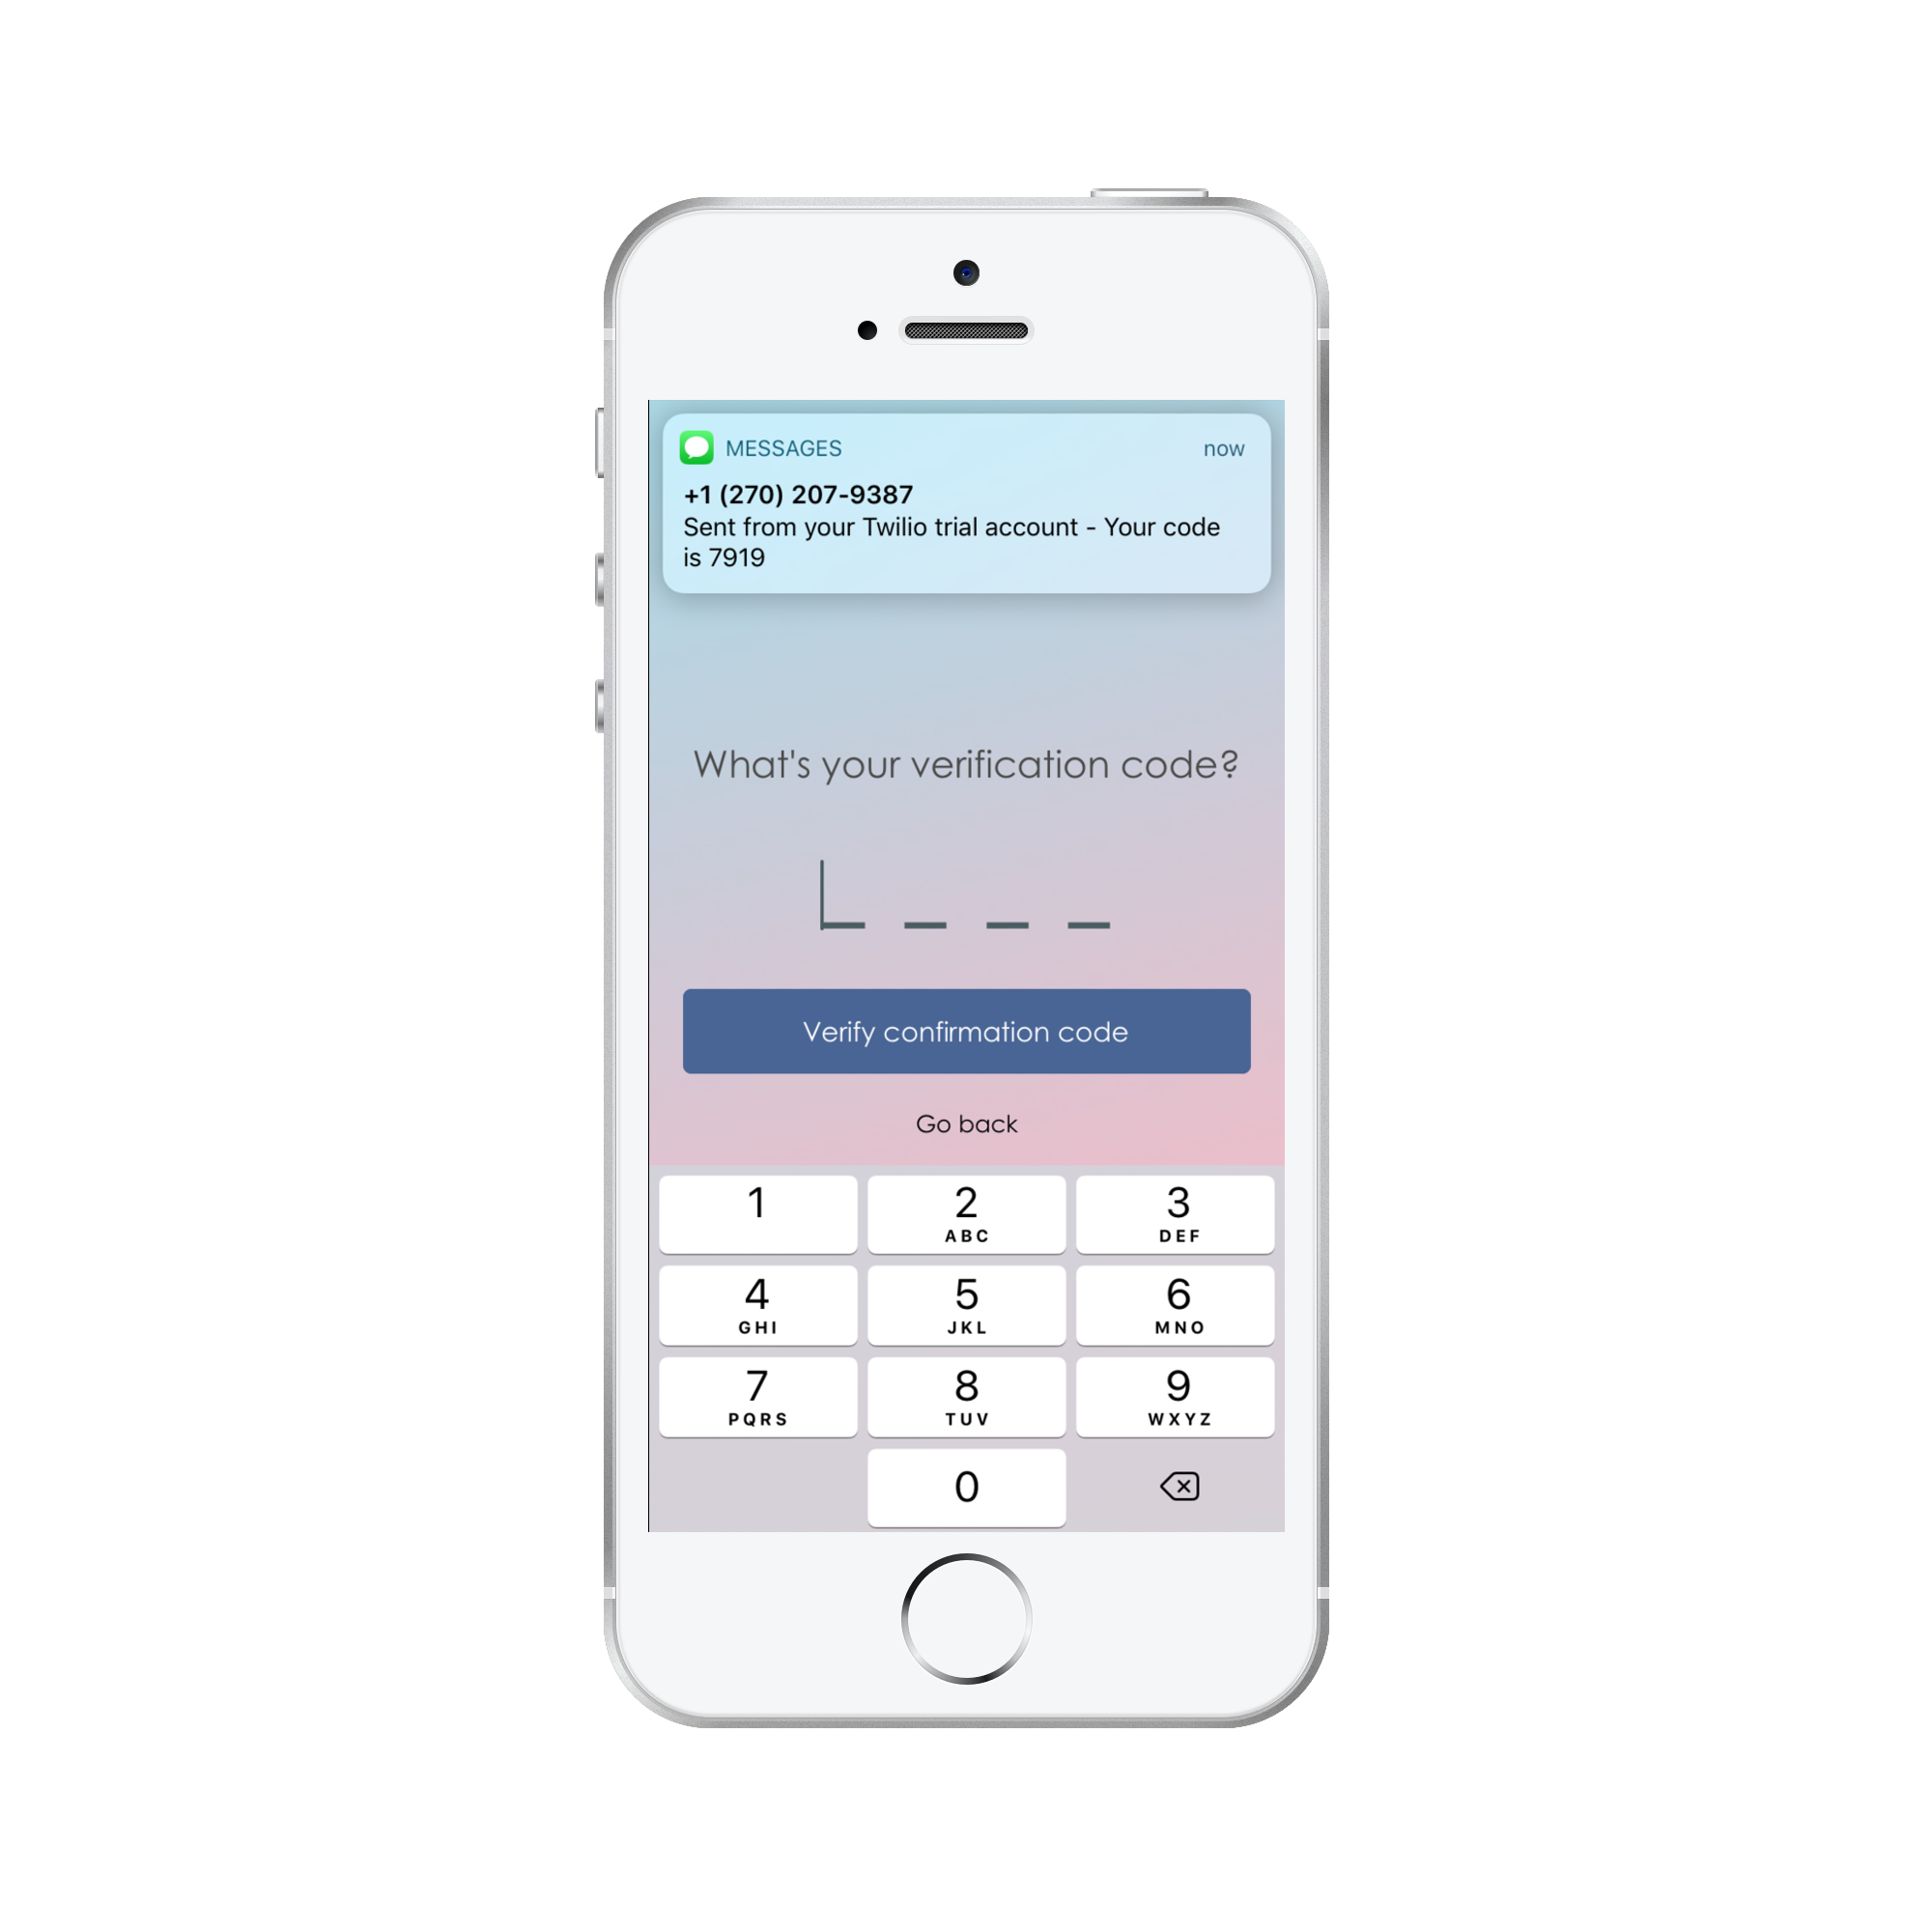 MESSAGES now
+1 (270) 207-9387
Sent from your Twilio trial account - Your code
is 7919
What's your verification code?
Verify confirmation code
Go back
1 2 3
ABC DEF
4 5 6
GHI JKL MNO
7 8 9
PQRS TUV WXYZ
0